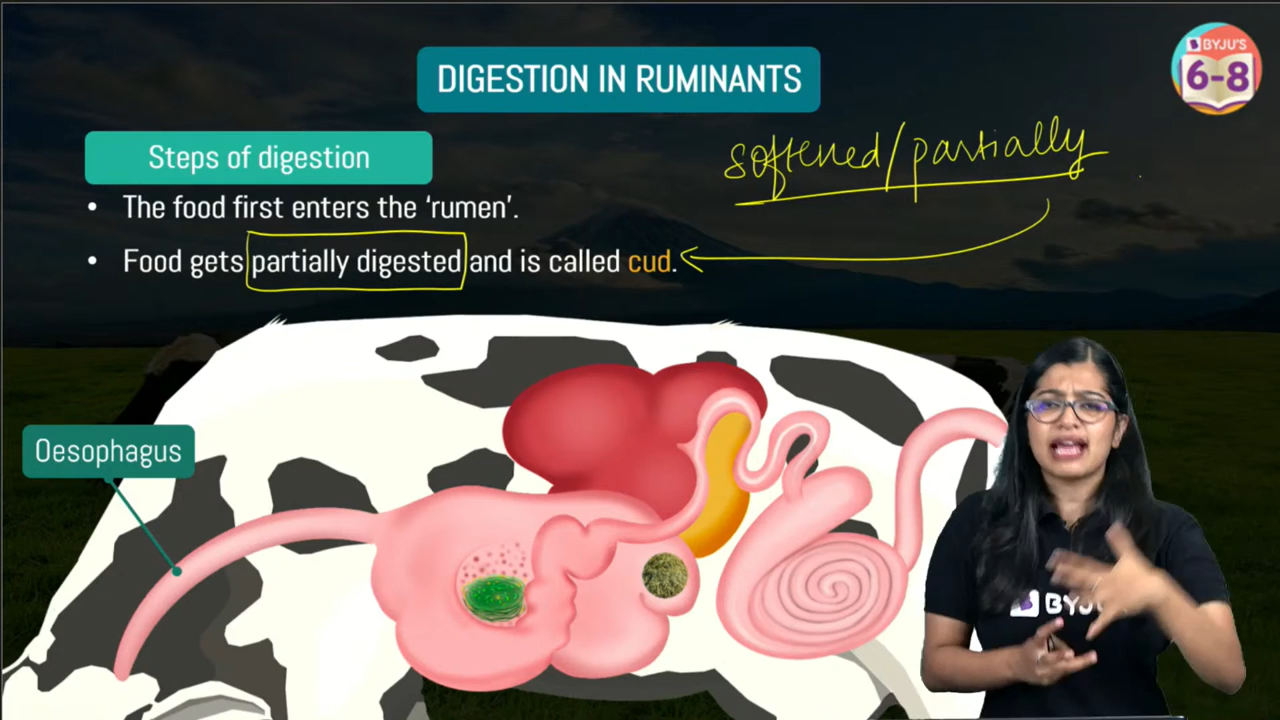 BYJU'S
6-8
DIGESTION IN RUMINANTS
softened/partially
Steps of digestion
• The food first enters the ‘rumen’.
• Food gets partially digested and is called cud.
Oesophagus
BYJU